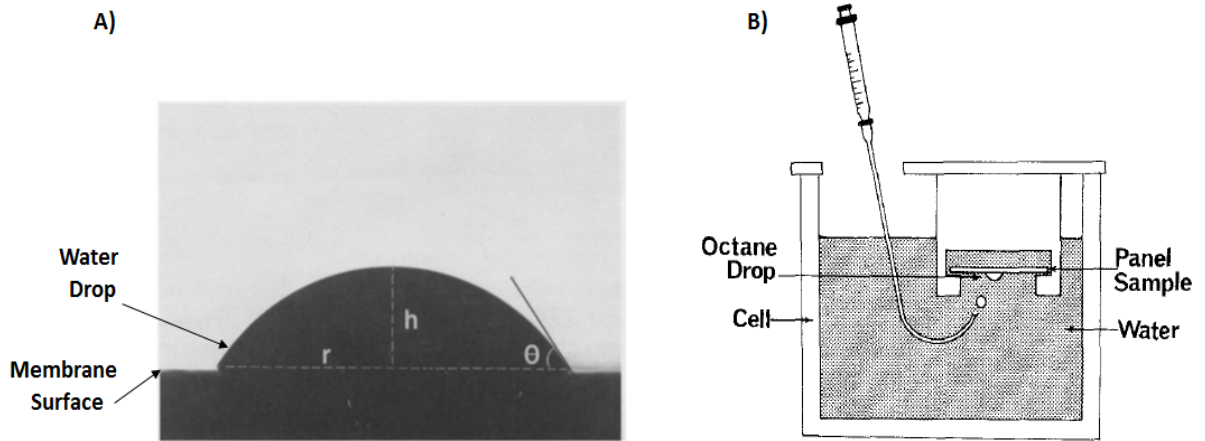 A)
Water
Drop
Membrane
Surface
h
r
θ
B)
Octane
Drop
Cell
Panel
Sample
Water